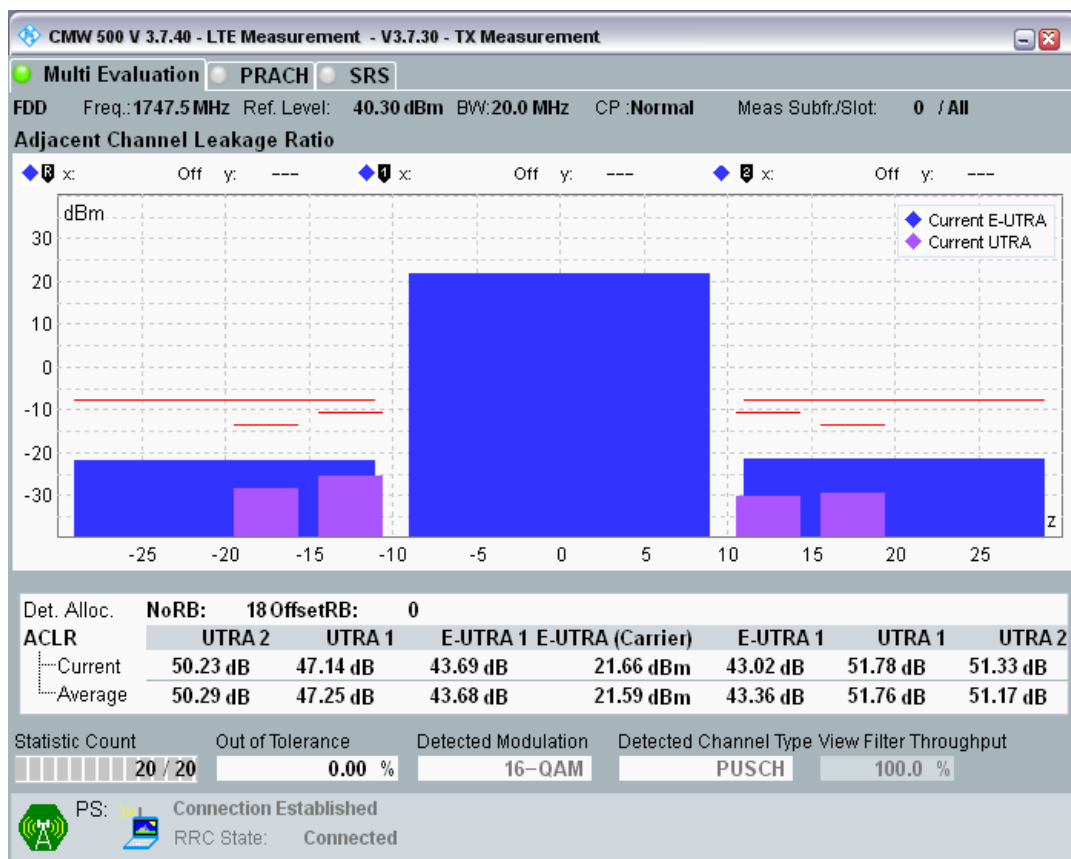 CMW 500 V 3.7.40 - LTE Measurement - V3.7.30 - TX Measurement
Multi Evaluation PRACH SRS
FDD Freq.: 1747.5 MHz Ref. Level: 40.30 dBm BW: 20.0 MHz CP : Normal Meas Subfr./Slot: 0 / All
Adjacent Channel Leakage Ratio
R x: Off y: --- 1 x: Off y: --- 2 x: Off y: ---
dBm
Current E-UTRA
Current UTRA
30
20
10
0
-10
-20
-30
z
-25 -20 -15 -10 -5 0 5 10 15 20 25
Det. Alloc. NoRB: 18 OffsetRB: 0
ACLR UTRA 2 UTRA 1 E-UTRA 1 E-UTRA (Carrier) E-UTRA 1 UTRA 1 UTRA 2
Current 50.23 dB 47.14 dB 43.69 dB 21.66 dBm 43.02 dB 51.78 dB 51.33 dB
Average 50.29 dB 47.25 dB 43.68 dB 21.59 dBm 43.36 dB 51.76 dB 51.17 dB
Statistic Count Out of Tolerance Detected Modulation Detected Channel Type View Filter Throughput
20 / 20 0.00 % 16-QAM PUSCH 100.0 %
PS: Connection Established
RRC State: Connected